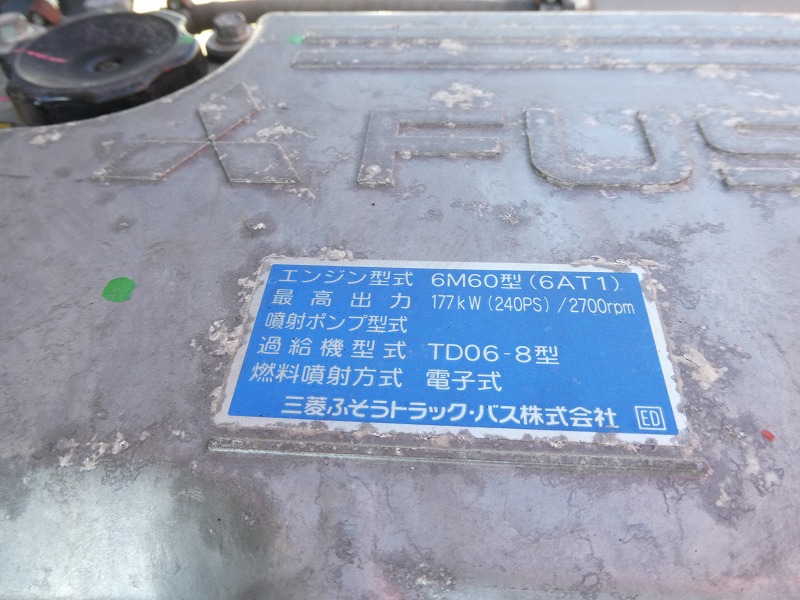 FUS
エンジン型式 6M60型(6AT1)
最高出力 177kW(240PS)/2700rpm
噴射ポンプ型式
過給機型式 TD06-8型
燃料噴射方式 電子式
三菱ふそうトラック・バス株式会社 ED